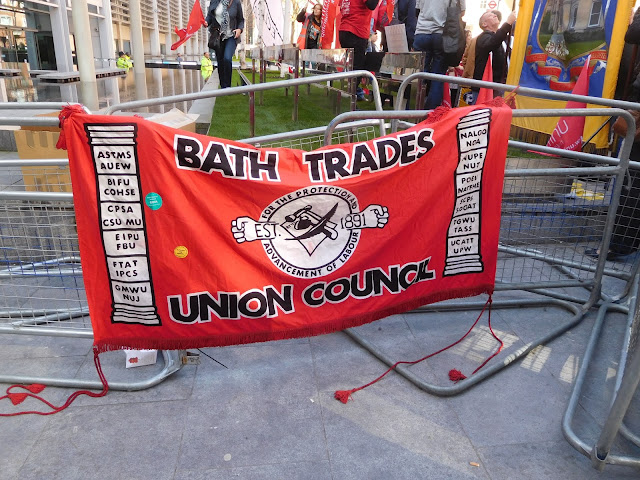 BATH TRADES
UNION COUNCIL
FOR THE PROTECTION AND
EST. 1891
ADVANCEMENT OF LABOUR
ASTMS
AUEW
BIFU
COHSE
CPSA
CSU MU
EIPU
FBU
FTAT
IPCS
GMWU
NUJ
NALGO
NGA
NUPE
NUT
POEU
NATFHE
SCPS
SOGAT
TGWU
TASS
UCATT
UPW